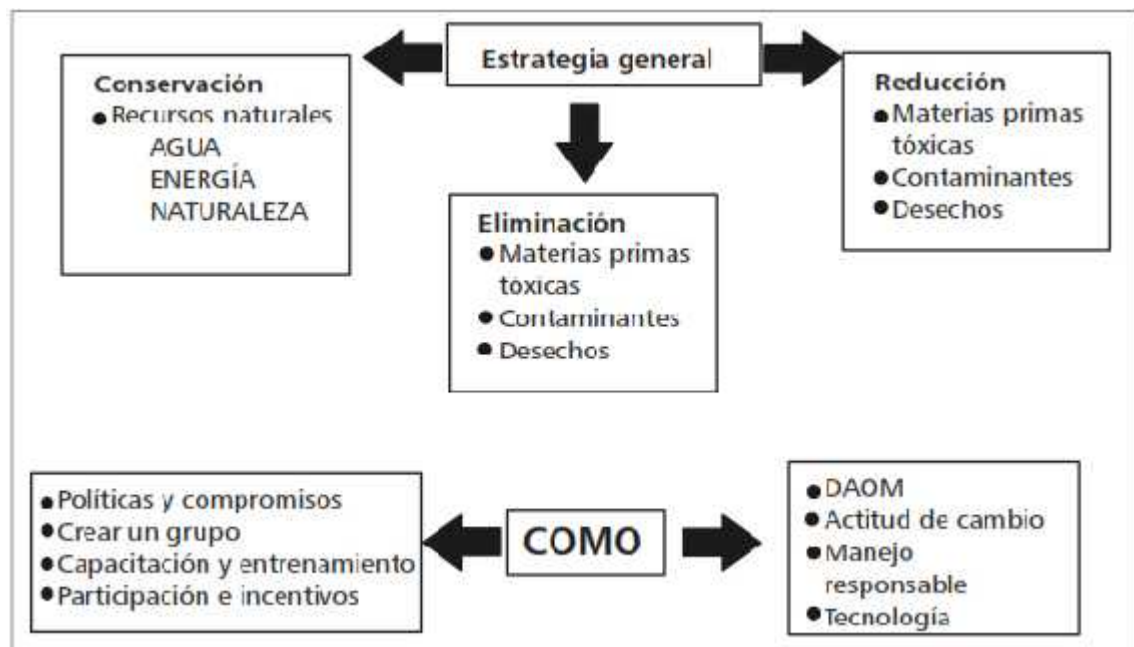 Estrategia general
Conservación
● Recursos naturales
AGUA
ENERGÍA
NATURALEZA
Eliminación
● Materias primas
tóxicas
● Contaminantes
● Desechos
Reducción
● Materias primas
tóxicas
● Contaminantes
● Desechos
● Políticas y compromisos
● Crear un grupo
● Capacitación y entrenamiento
● Participación e incentivos
COMO
● DAOM
● Actitud de cambio
● Manejo
responsable
● Tecnología